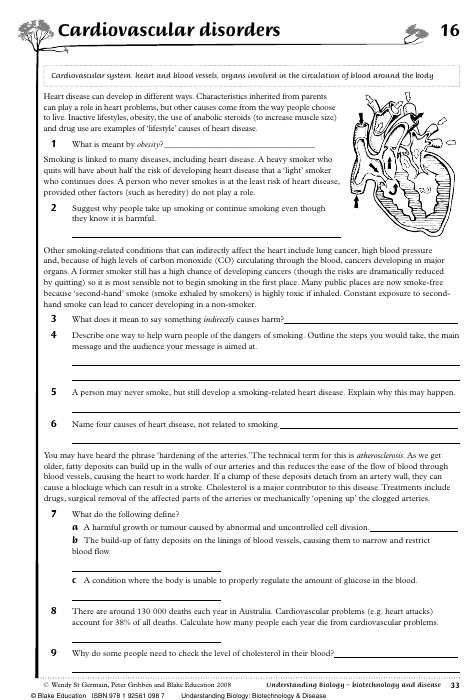 Cardiovascular disorders
16
Cardiovascular system: heart and blood vessels, organs involved in the circulation of blood around the body
Heart disease can develop in different ways. Characteristics inherited from parents
can play a role in heart problems, but other causes come from the way people choose
to live. Inactive lifestyles, obesity, the use of anabolic steroids (to increase muscle size)
and drug use are examples of 'lifestyle' causes of heart disease.
1 What is meant by obesity?
Smoking is linked to many diseases, including heart disease. A heavy smoker who
quits will have about half the risk of developing heart disease that a 'light' smoker
who continues does. A person who never smokes is at the least risk of heart disease,
provided other factors (such as heredity) do not play a role.
2 Suggest why people take up smoking or continue smoking even though
they know it is harmful.
Other smoking-related conditions that can indirectly affect the heart include lung cancer, high blood pressure
and, because of high levels of carbon monoxide (CO) circulating through the blood, cancers developing in major
organs. A former smoker still has a high chance of developing cancers (though the risks are dramatically reduced
by quitting) so it is most sensible not to begin smoking in the first place. Many public places are now smoke-free
because 'second-hand' smoke (smoke exhaled by smokers) is highly toxic if inhaled. Constant exposure to second-
hand smoke can lead to cancer developing in a non-smoker.
3 What does it mean to say something indirectly causes harm?
4 Describe one way to help warn people of the dangers of smoking. Outline the steps you would take, the main
message and the audience your message is aimed at.
5 A person may never smoke, but still develop a smoking-related heart disease. Explain why this may happen.
6 Name four causes of heart disease, not related to smoking.
You may have heard the phrase 'hardening of the arteries.' The technical term for this is atherosclerosis. As we get
older, fatty deposits can build up in the walls of our arteries and this reduces the ease of the flow of blood through
blood vessels, causing the heart to work harder. If a clump of these deposits detach from an artery wall, they can
cause a blockage which can result in a stroke. Cholesterol is a major contributor to this disease. Treatments include
drugs, surgical removal of the affected parts of the arteries or mechanically 'opening up' the clogged arteries.
7 What do the following define?
a A harmful growth or tumour caused by abnormal and uncontrolled cell division.
b The build-up of fatty deposits on the linings of blood vessels, causing them to narrow and restrict
blood flow.
c A condition where the body is unable to properly regulate the amount of glucose in the blood.
8 There are around 130 000 deaths each year in Australia. Cardiovascular problems (e.g. heart attacks)
account for 38% of all deaths. Calculate how many people each year die from cardiovascular problems.
9 Why do some people need to check the level of cholesterol in their blood?
© Wendy St Germain, Peter Gribben and Blake Education 2008 Understanding Biology – biotechnology and disease 33
© Blake Education ISBN 978 1 92561 098 7 Understanding Biology: Biotechnology & Disease